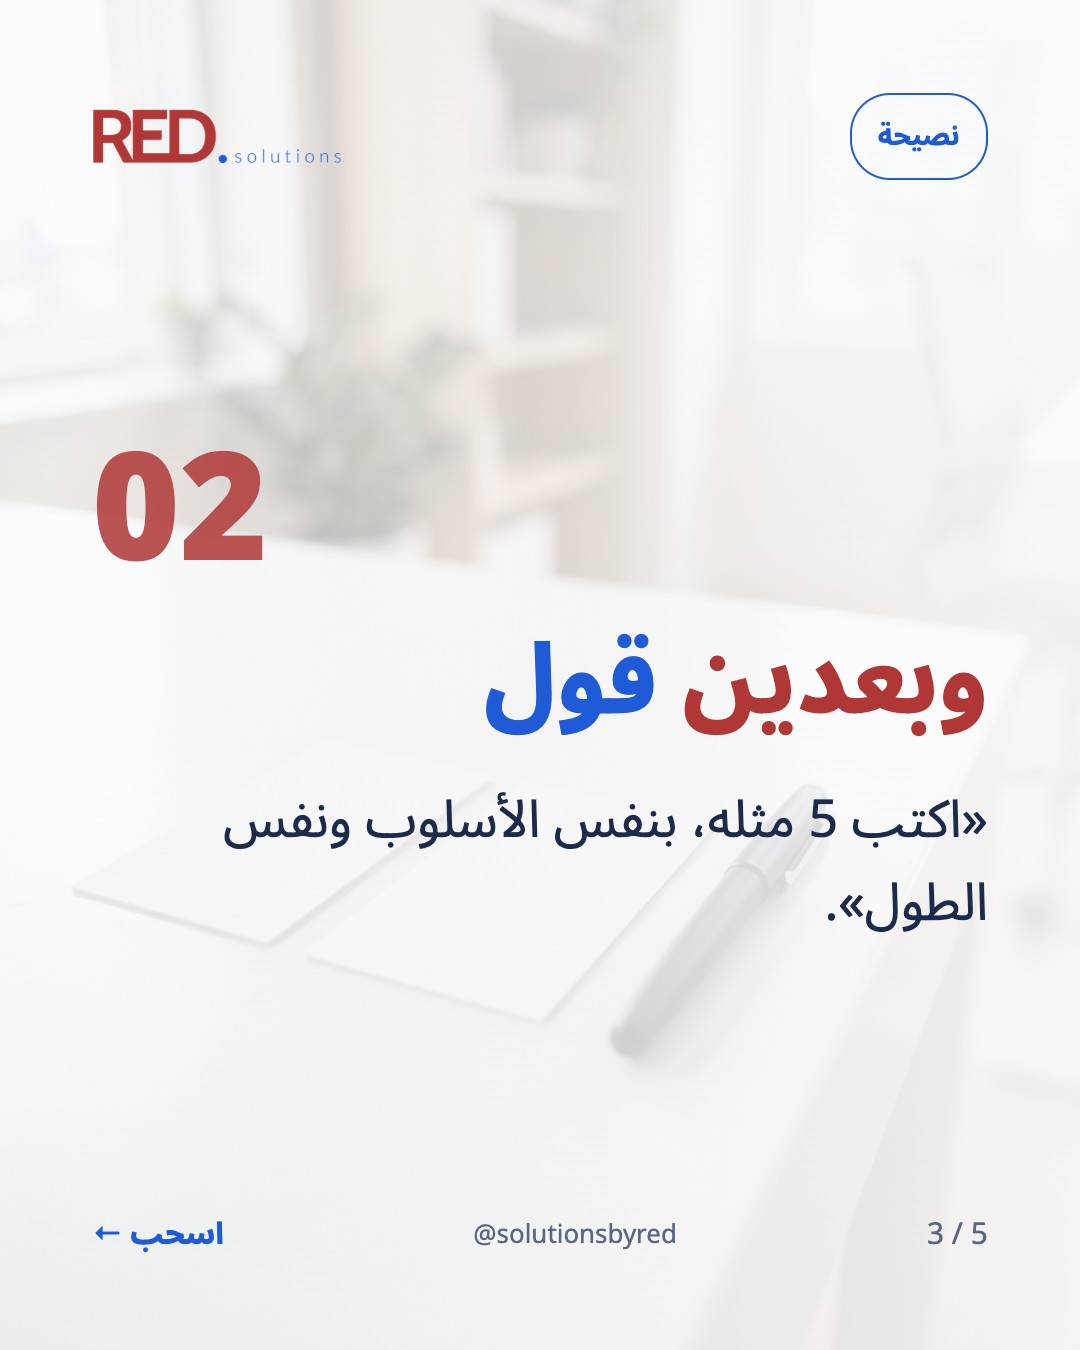 RED.solutions
نصيحة
02
وبعدين قول
«اكتب 5 مثله، بنفس الأسلوب ونفس
الطول».
3 / 5
@solutionsbyred
اسحب ←